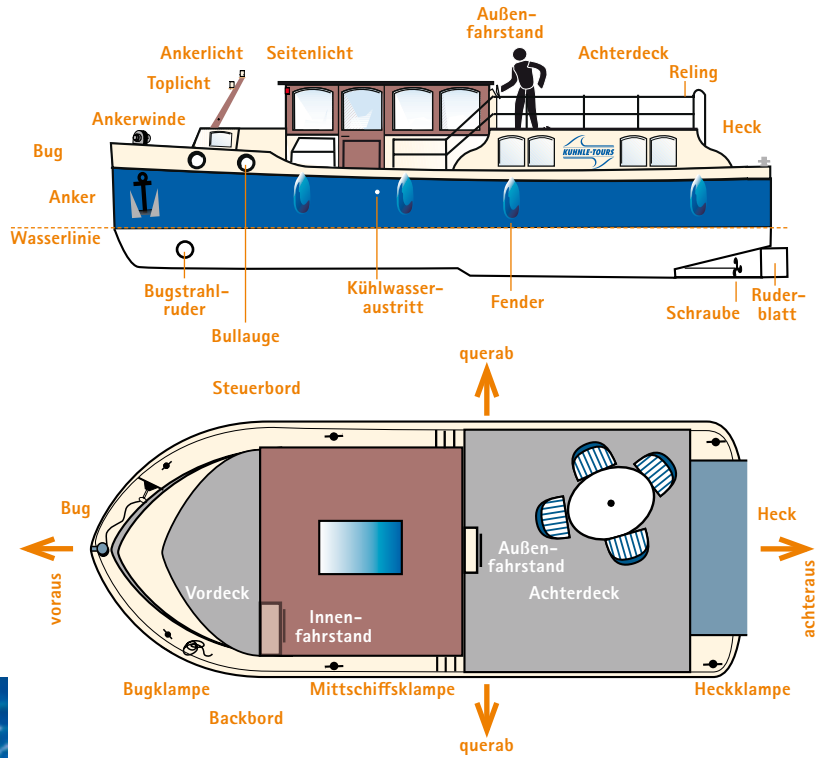 Außen-
fahrstand
Ankerlicht
Seitenlicht
Achterdeck
Toplicht
Reling
Ankerwinde
Heck
Bug
KUHNLE-TOURS
Anker
Wasserlinie
Bugstrahl-
ruder
Kühlwasser-
austritt
Fender
Schraube
Ruder-
blatt
Bullauge
querab
Steuerbord
Bug
Heck
voraus
achteraus
Außen-
fahrstand
Vordeck
Achterdeck
Innen-
fahrstand
Bugklampe
Mittschiffsklampe
Heckklampe
Backbord
querab